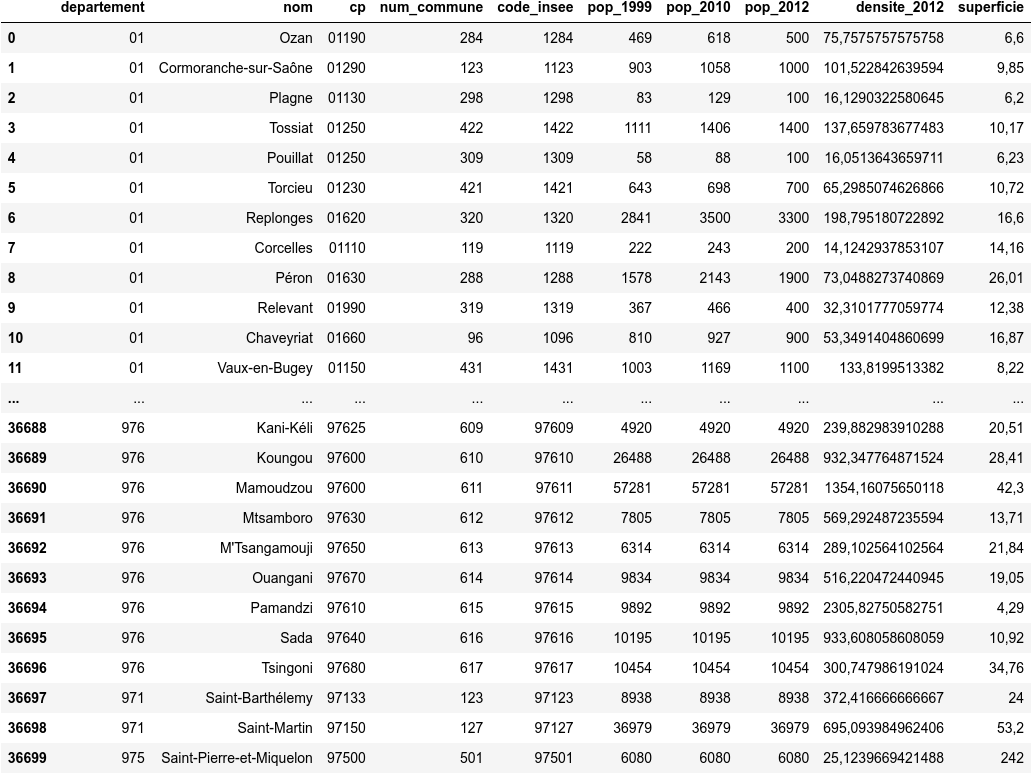 departement nom cp num_commune code_insee pop_1999 pop_2010 pop_2012 densite_2012 superficie
0 01 Ozan 01190 284 1284 469 618 500 75,7575757575758 6,6
1 01 Cormoranche-sur-Saône 01290 123 1123 903 1058 1000 101,522842639594 9,85
2 01 Plagne 01130 298 1298 83 129 100 16,1290322580645 6,2
3 01 Tossiat 01250 422 1422 1111 1406 1400 137,659783677483 10,17
4 01 Pouillat 01250 309 1309 58 88 100 16,0513643659711 6,23
5 01 Torcieu 01230 421 1421 643 698 700 65,2985074626866 10,72
6 01 Replonges 01620 320 1320 2841 3500 3300 198,795180722892 16,6
7 01 Corcelles 01110 119 1119 222 243 200 14,1242937853107 14,16
8 01 Péron 01630 288 1288 1578 2143 1900 73,0488273740869 26,01
9 01 Relevant 01990 319 1319 367 466 400 32,3101777059774 12,38
10 01 Chaveyriat 01660 96 1096 810 927 900 53,3491404860699 16,87
11 01 Vaux-en-Bugey 01150 431 1431 1003 1169 1100 133,8199513382 8,22
... ... ... ... ... ... ... ... ... ... ...
36688 976 Kani-Kéli 97625 609 97609 4920 4920 4920 239,882983910288 20,51
36689 976 Koungou 97600 610 97610 26488 26488 26488 932,347764871524 28,41
36690 976 Mamoudzou 97600 611 97611 57281 57281 57281 1354,16075650118 42,3
36691 976 Mtsamboro 97630 612 97612 7805 7805 7805 569,292487235594 13,71
36692 976 M'Tsangamouji 97650 613 97613 6314 6314 6314 289,102564102564 21,84
36693 976 Ouangani 97670 614 97614 9834 9834 9834 516,220472440945 19,05
36694 976 Pamandzi 97610 615 97615 9892 9892 9892 2305,82750582751 4,29
36695 976 Sada 97640 616 97616 10195 10195 10195 933,608058608059 10,92
36696 976 Tsingoni 97680 617 97617 10454 10454 10454 300,747986191024 34,76
36697 971 Saint-Barthélemy 97133 123 97123 8938 8938 8938 372,416666666667 24
36698 971 Saint-Martin 97150 127 97127 36979 36979 36979 695,093984962406 53,2
36699 975 Saint-Pierre-et-Miquelon 97500 501 97501 6080 6080 6080 25,1239669421488 242